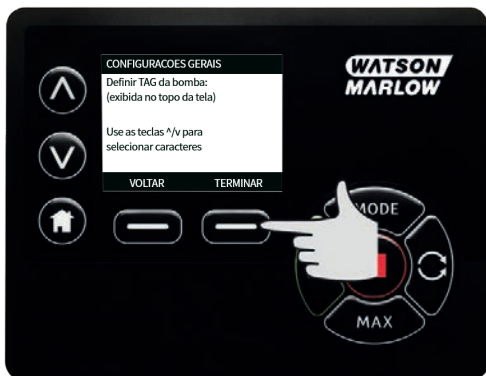 CONFIGURACOES GERAIS
WATSON
MARLOW
Definir TAG da bomba:
(exibida no topo da tela)
Use as teclas ^/v para
selecionar caracteres
VOLTAR TERMINAR
MODE
MAX